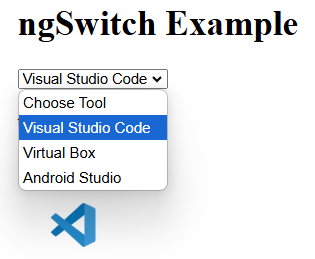 ngSwitch Example
Visual Studio Code
Choose Tool
Visual Studio Code
Virtual Box
Android Studio